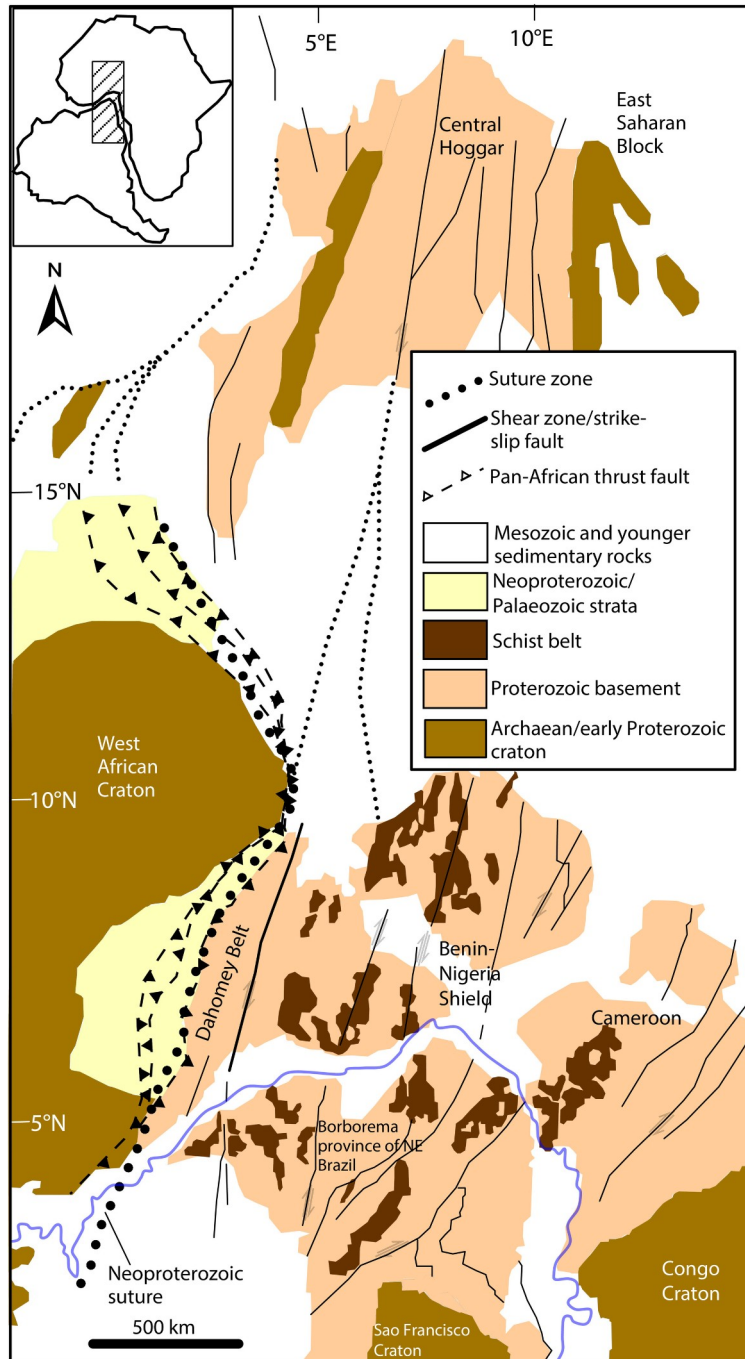 5°E
10°E
East
Saharan
Block
Central
Hoggar
N
Suture zone
Shear zone/strike-
slip fault
Pan-African thrust fault
Mesozoic and younger
sedimentary rocks
Neoproterozoic/
Palaeozoic strata
Schist belt
Proterozoic basement
Archaean/early Proterozoic
craton
15°N
West
African
Craton
10°N
Dahomey Belt
Benin-
Nigeria
Shield
Cameroon
5°N
Borborema
province of NE
Brazil
Neoproterozoic
suture
500 km
Sao Francisco
Craton
Congo
Craton